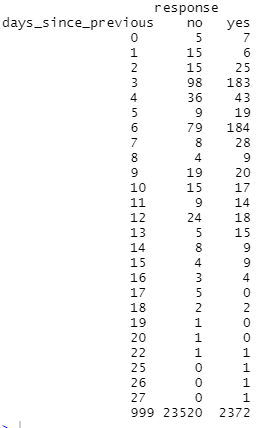 response
days_since_previous no yes
0 5 7
1 15 6
2 15 25
3 98 183
4 36 43
5 9 19
6 79 184
7 8 28
8 4 9
9 19 20
10 15 17
11 9 14
12 24 18
13 5 15
14 8 9
15 4 9
16 3 4
17 5 0
18 2 2
19 1 0
20 1 0
22 1 1
25 0 1
26 0 1
27 0 1
999 23520 2372
>